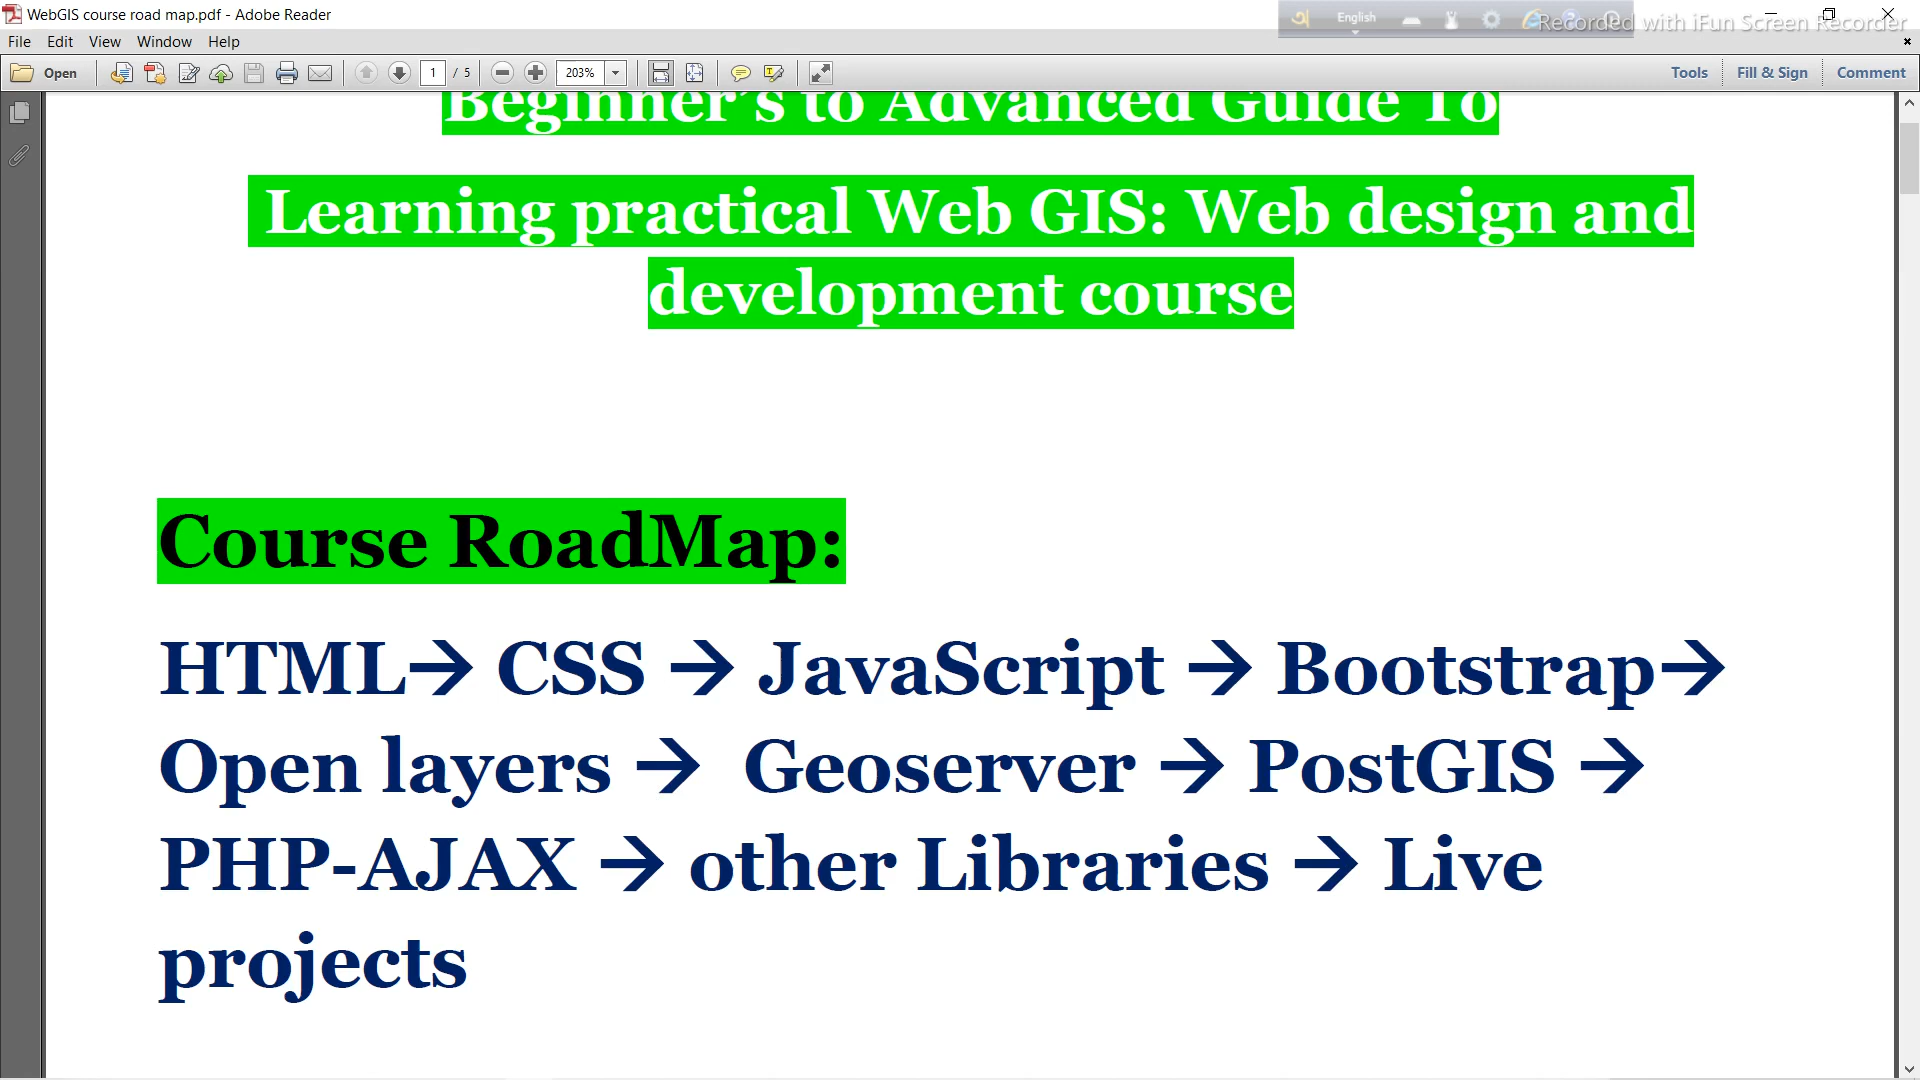 WebGIS course road map.pdf - Adobe Reader
English
Recorded with iFun Screen Recorder
File Edit View Window Help
Open 1 / 5 203% Tools Fill & Sign Comment
Beginner's to Advanced Guide To
Learning practical Web GIS: Web design and
development course
Course RoadMap:
HTML→ CSS → JavaScript → Bootstrap→
Open layers → Geoserver → PostGIS →
PHP-AJAX → other Libraries → Live
projects